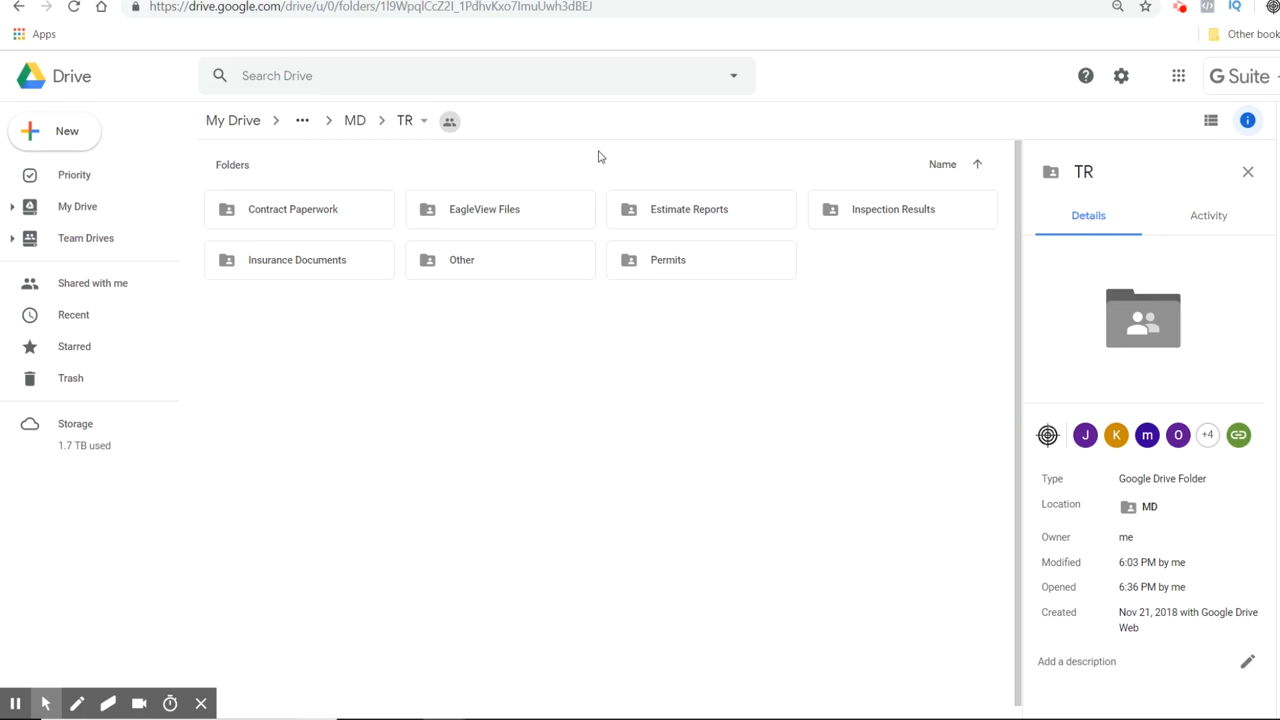 https://drive.google.com/drive/u/0/folders/1l9WpqlCcZ2I_1PdhvKxo7ImuUwh3dBEJ
Apps
Other book
Drive
Search Drive
G Suite
New
My Drive > ... > MD > TR
Priority
My Drive
Team Drives
Shared with me
Recent
Starred
Trash
Storage
1.7 TB used
Folders
Name
Contract Paperwork
EagleView Files
Estimate Reports
Inspection Results
Insurance Documents
Other
Permits
TR
Details
Activity
J K m O +4
Type Google Drive Folder
Location MD
Owner me
Modified 6:03 PM by me
Opened 6:36 PM by me
Created Nov 21, 2018 with Google Drive
Web
Add a description